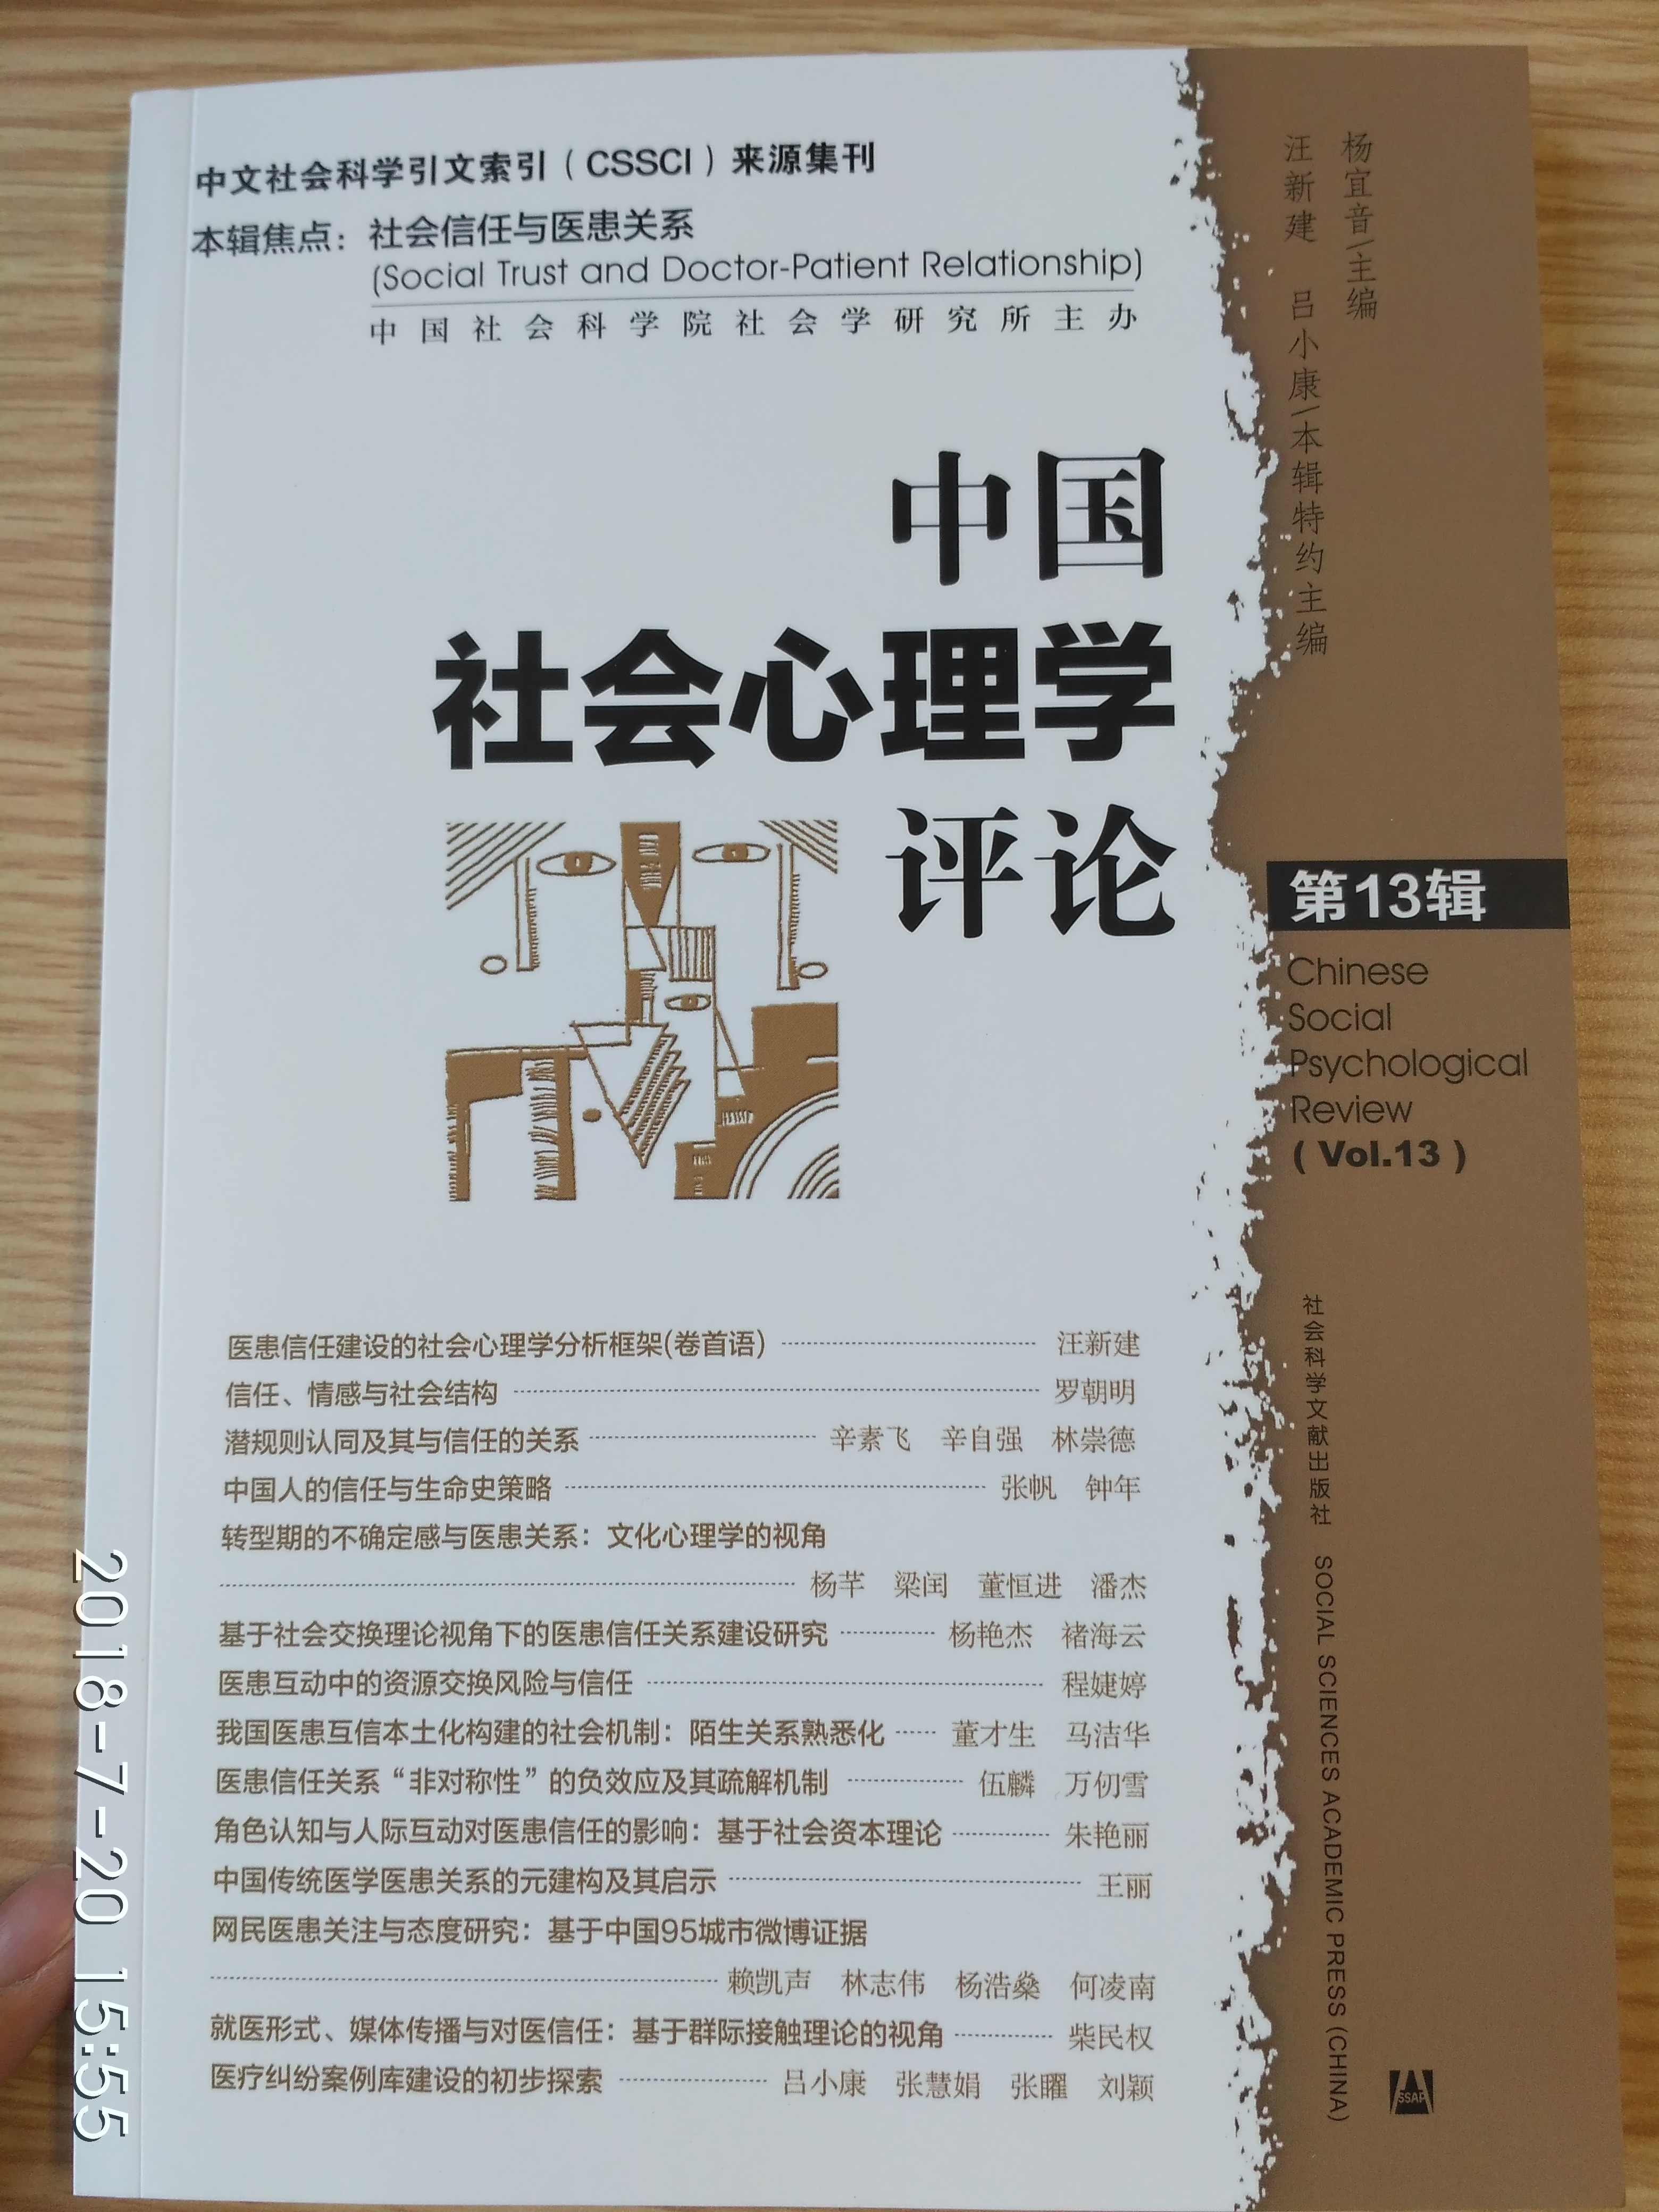 中文社会科学引文索引（CSSCI）来源集刊
本辑焦点：社会信任与医患关系
(Social Trust and Doctor-Patient Relationship)
中国社会科学院社会学研究所主办
杨宜音/主编
汪新建 吕小康/本辑特约主编
中国
社会心理学
评论
第13辑
Chinese
Social
Psychological
Review
( Vol.13 )
医患信任建设的社会心理学分析框架(卷首语) 汪新建
信任、情感与社会结构 罗朝明
潜规则认同及其与信任的关系 辛素飞 辛自强 林崇德
中国人的信任与生命史策略 张帆 钟年
转型期的不确定感与医患关系：文化心理学的视角
杨芊 梁闰 董恒进 潘杰
基于社会交换理论视角下的医患信任关系建设研究 杨艳杰 褚海云
医患互动中的资源交换风险与信任 程婕婷
我国医患互信本土化构建的社会机制：陌生关系熟悉化 董才生 马洁华
医患信任关系“非对称性”的负效应及其疏解机制 伍麟 万仞雪
角色认知与人际互动对医患信任的影响：基于社会资本理论 朱艳丽
中国传统医学医患关系的元建构及其启示 王丽
网民医患关注与态度研究：基于中国95城市微博证据
赖凯声 林志伟 杨浩燊 何凌南
就医形式、媒体传播与对医信任：基于群际接触理论的视角 柴民权
医疗纠纷案例库建设的初步探索 吕小康 张慧娟 张曜 刘颖
社会科学文献出版社 SOCIAL SCIENCES ACADEMIC PRESS (CHINA)
SSAP
2018-7-20 15:55